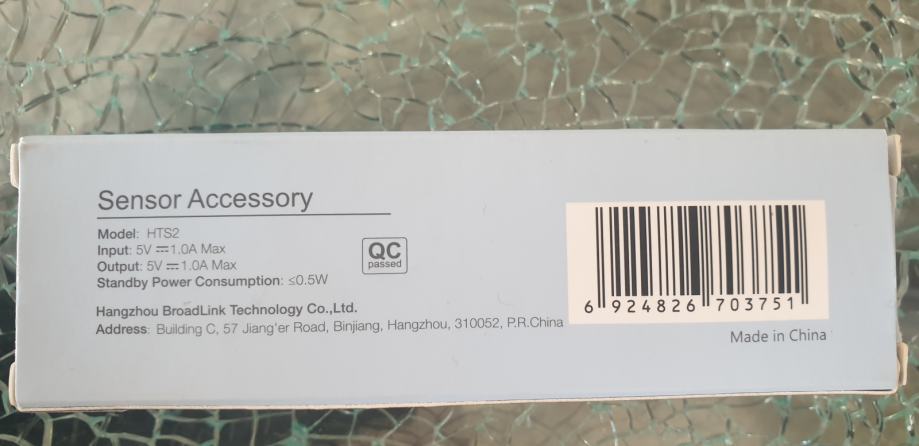 Sensor Accessory
Model: HTS2
Input: 5V⎓1.0A Max
Output: 5V⎓1.0A Max
Standby Power Consumption: ≤0.5W
QC
passed
Hangzhou BroadLink Technology Co.,Ltd.
Address: Building C, 57 Jiang'er Road, Binjiang, Hangzhou, 310052, P.R.China
6 924826 703751
Made in China